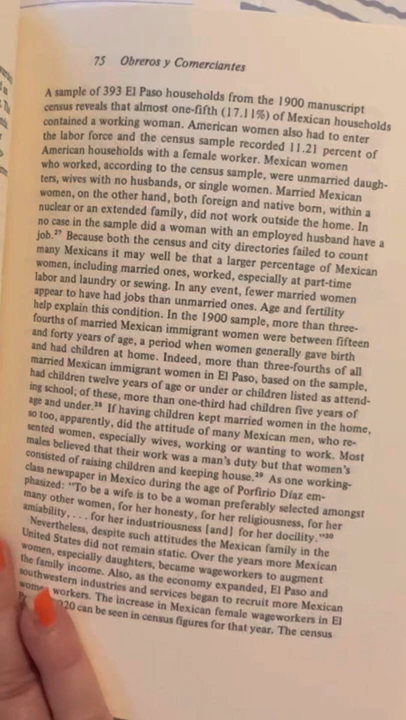 75 Obreros y Comerciantes
A sample of 393 El Paso households from the 1900 manuscript
census reveals that almost one-fifth (17.11%) of Mexican households
contained a working woman. American women also had to enter
the labor force and the census sample recorded 11.21 percent of
American households with a female worker. Mexican women
who worked, according to the census sample, were unmarried daugh-
ters, wives with no husbands, or single women. Married Mexican
women, on the other hand, both foreign and native born, within a
nuclear or an extended family, did not work outside the home. In
no case in the sample did a woman with an employed husband have a
job.27 Because both the census and city directories failed to count
many Mexicans it may well be that a larger percentage of Mexican
women, including married ones, worked, especially at part-time
labor and laundry or sewing. In any event, fewer married women
appear to have had jobs than unmarried ones. Age and fertility
help explain this condition. In the 1900 sample, more than three-
fourths of married Mexican immigrant women were between fifteen
and forty years of age, a period when women generally gave birth
and had children at home. Indeed, more than three-fourths of all
married Mexican immigrant women in El Paso, based on the sample,
had children twelve years of age or under or children listed as attend-
ing school; of these, more than one-third had children five years of
age and under.28 If having children kept married women in the home,
so too, apparently, did the attitude of many Mexican men, who re-
sented women, especially wives, working or wanting to work. Most
males believed that their work was a man's duty but that women's
consisted of raising children and keeping house.29 As one working-
class newspaper in Mexico during the age of Porfirio Díaz em-
phasized: "To be a wife is to be a woman preferably selected amongst
many other women, for her honesty, for her religiousness, for her
amiability, . . . for her industriousness [and] for her docility."30
Nevertheless, despite such attitudes the Mexican family in the
United States did not remain static. Over the years more Mexican
women, especially daughters, became wageworkers to augment
the family income. Also, as the economy expanded, El Paso and
southwestern industries and services began to recruit more Mexican
workers. The increase in Mexican female wageworkers in El
can be seen in census figures for that year. The census